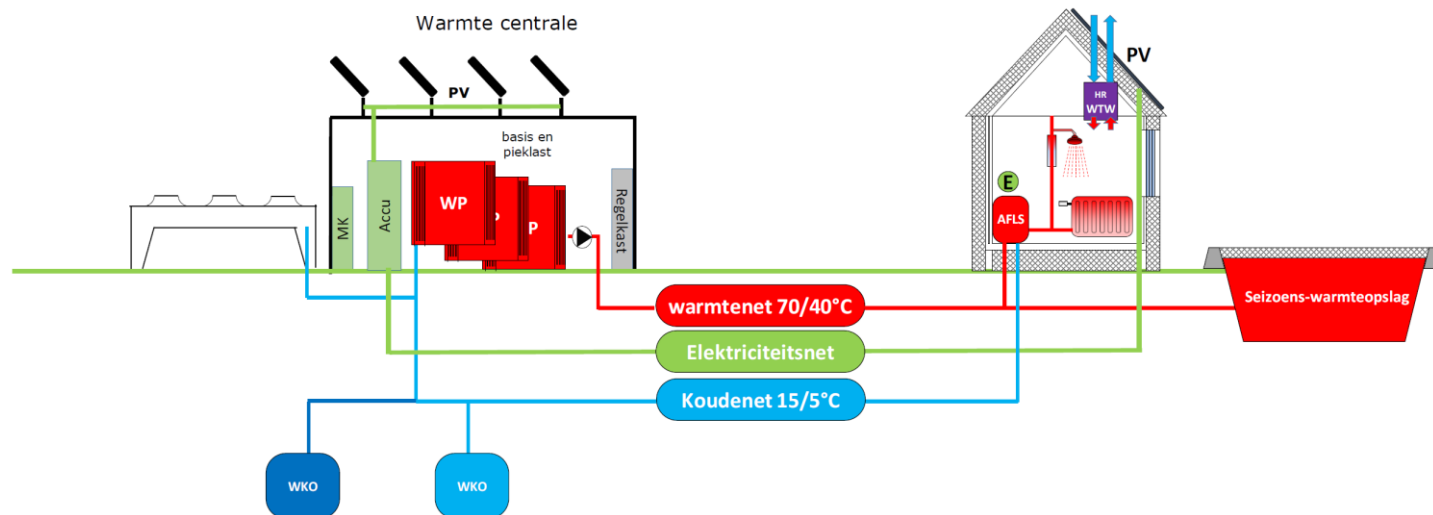 Warmte centrale
PV
basis en
pieklast
MK
Accu
WP
P
P
Regelkast
PV
HR
WTW
E
AFLS
warmtenet 70/40°C
Seizoens-warmteopslag
Elektriciteitsnet
Koudenet 15/5°C
WKO
WKO